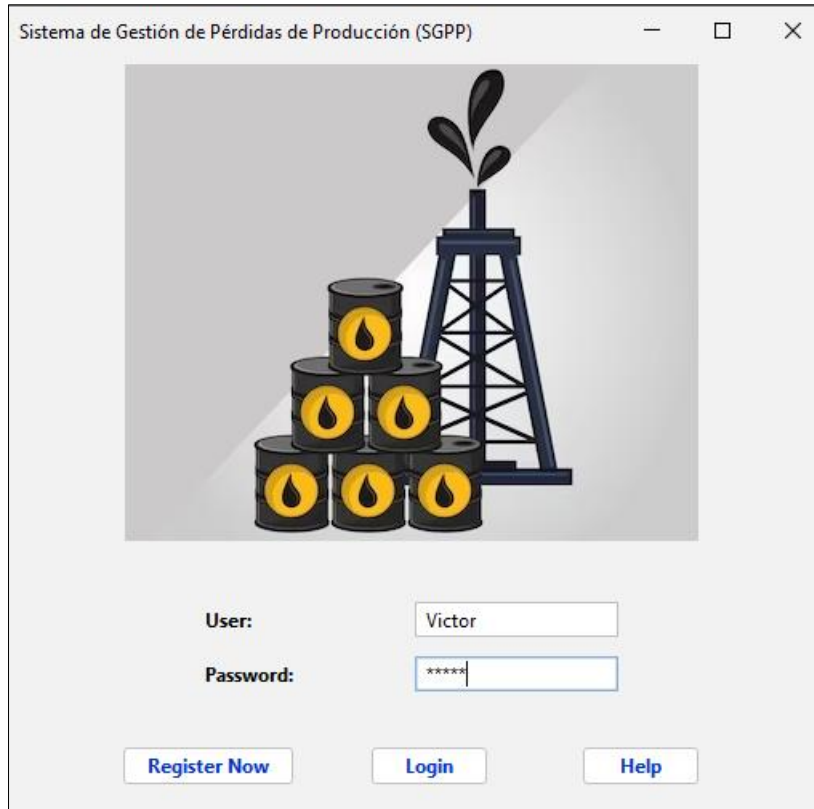 Sistema de Gestión de Pérdidas de Producción (SGPP)
User: Victor
Password: *****
Register Now Login Help